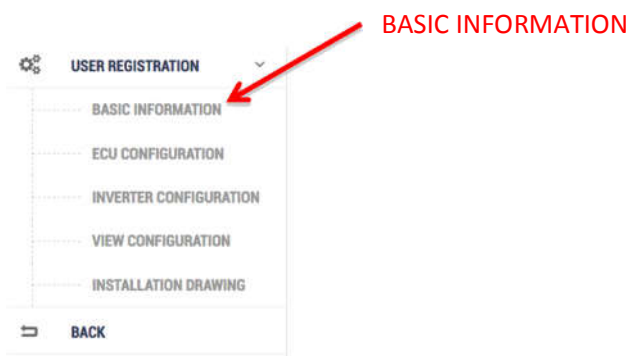 BASIC INFORMATION
USER REGISTRATION
BASIC INFORMATION
ECU CONFIGURATION
INVERTER CONFIGURATION
VIEW CONFIGURATION
INSTALLATION DRAWING
BACK